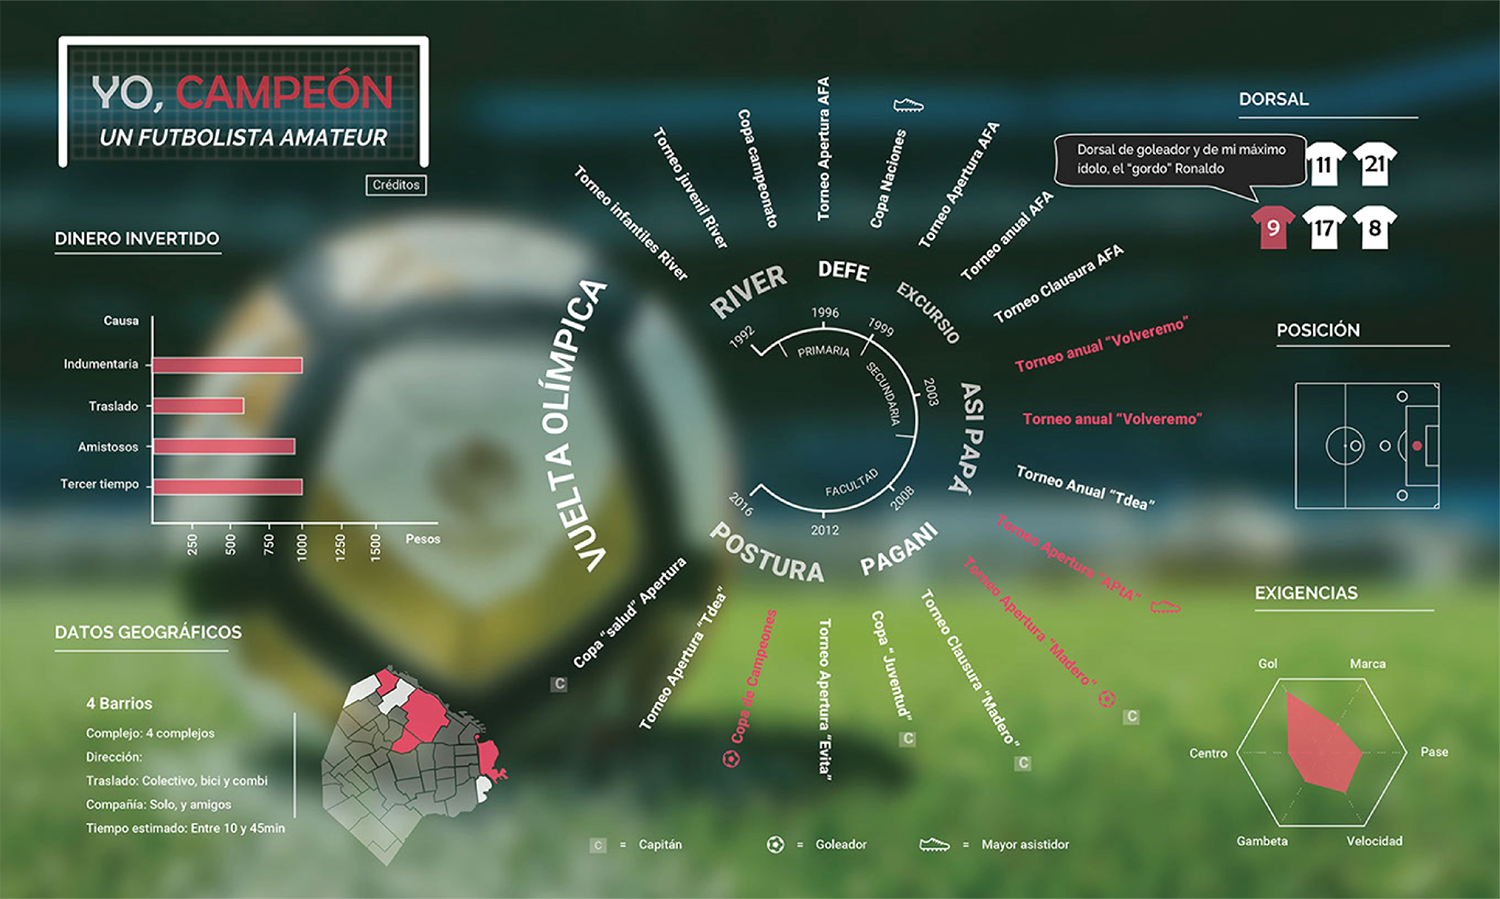 YO, CAMPEÓN
UN FUTBOLISTA AMATEUR
Créditos
DINERO INVERTIDO
Causa
Indumentaria
Traslado
Amistosos
Tercer tiempo
250
500
750
1000
1250
1500
Pesos
DATOS GEOGRÁFICOS
4 Barrios
Complejo: 4 complejos
Dirección:
Traslado: Colectivo, bici y combi
Compañía: Solo, y amigos
Tiempo estimado: Entre 10 y 45min
VUELTA OLÍMPICA
Torneo infantiles River
Torneo juvenil River
Copa campeonato
Torneo Apertura AFA
Copa Naciones
Torneo Apertura AFA
Torneo anual AFA
Torneo Clausura AFA
Torneo anual "Volveremo"
Torneo anual "Volveremo"
Torneo Anual "Tdea"
Torneo Apertura "APIA"
Torneo Apertura "Madero"
C
Torneo Clausura "Madero"
C
Copa "Juventud"
C
Torneo Apertura "Evita"
Copa de Campeones
Torneo Apertura "Tdea"
Copa "salud" Apertura
C
RIVER
DEFE
EXCURSIO
ASI PAPÁ
PAGANI
POSTURA
1992
1996
1999
2003
2008
2012
2016
PRIMARIA
SECUNDARIA
FACULTAD
C = Capitán
= Goleador
= Mayor asistidor
DORSAL
Dorsal de goleador y de mi máximo
ídolo, el "gordo" Ronaldo
11
21
9
17
8
POSICIÓN
EXIGENCIAS
Gol
Marca
Centro
Pase
Gambeta
Velocidad